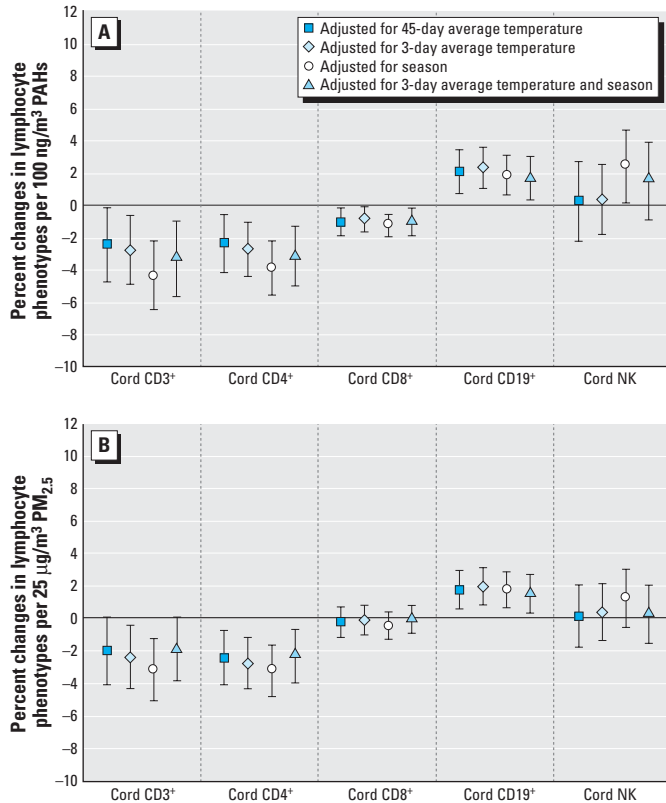 A
Adjusted for 45-day average temperature
Adjusted for 3-day average temperature
Adjusted for season
Adjusted for 3-day average temperature and season
Percent changes in lymphocyte
phenotypes per 100 ng/m³ PAHs
12
10
8
6
4
2
0
–2
–4
–6
–8
–10
Cord CD3⁺ Cord CD4⁺ Cord CD8⁺ Cord CD19⁺ Cord NK
B
Percent changes in lymphocyte
phenotypes per 25 μg/m³ PM₂.₅
12
10
8
6
4
2
0
–2
–4
–6
–8
–10
Cord CD3⁺ Cord CD4⁺ Cord CD8⁺ Cord CD19⁺ Cord NK